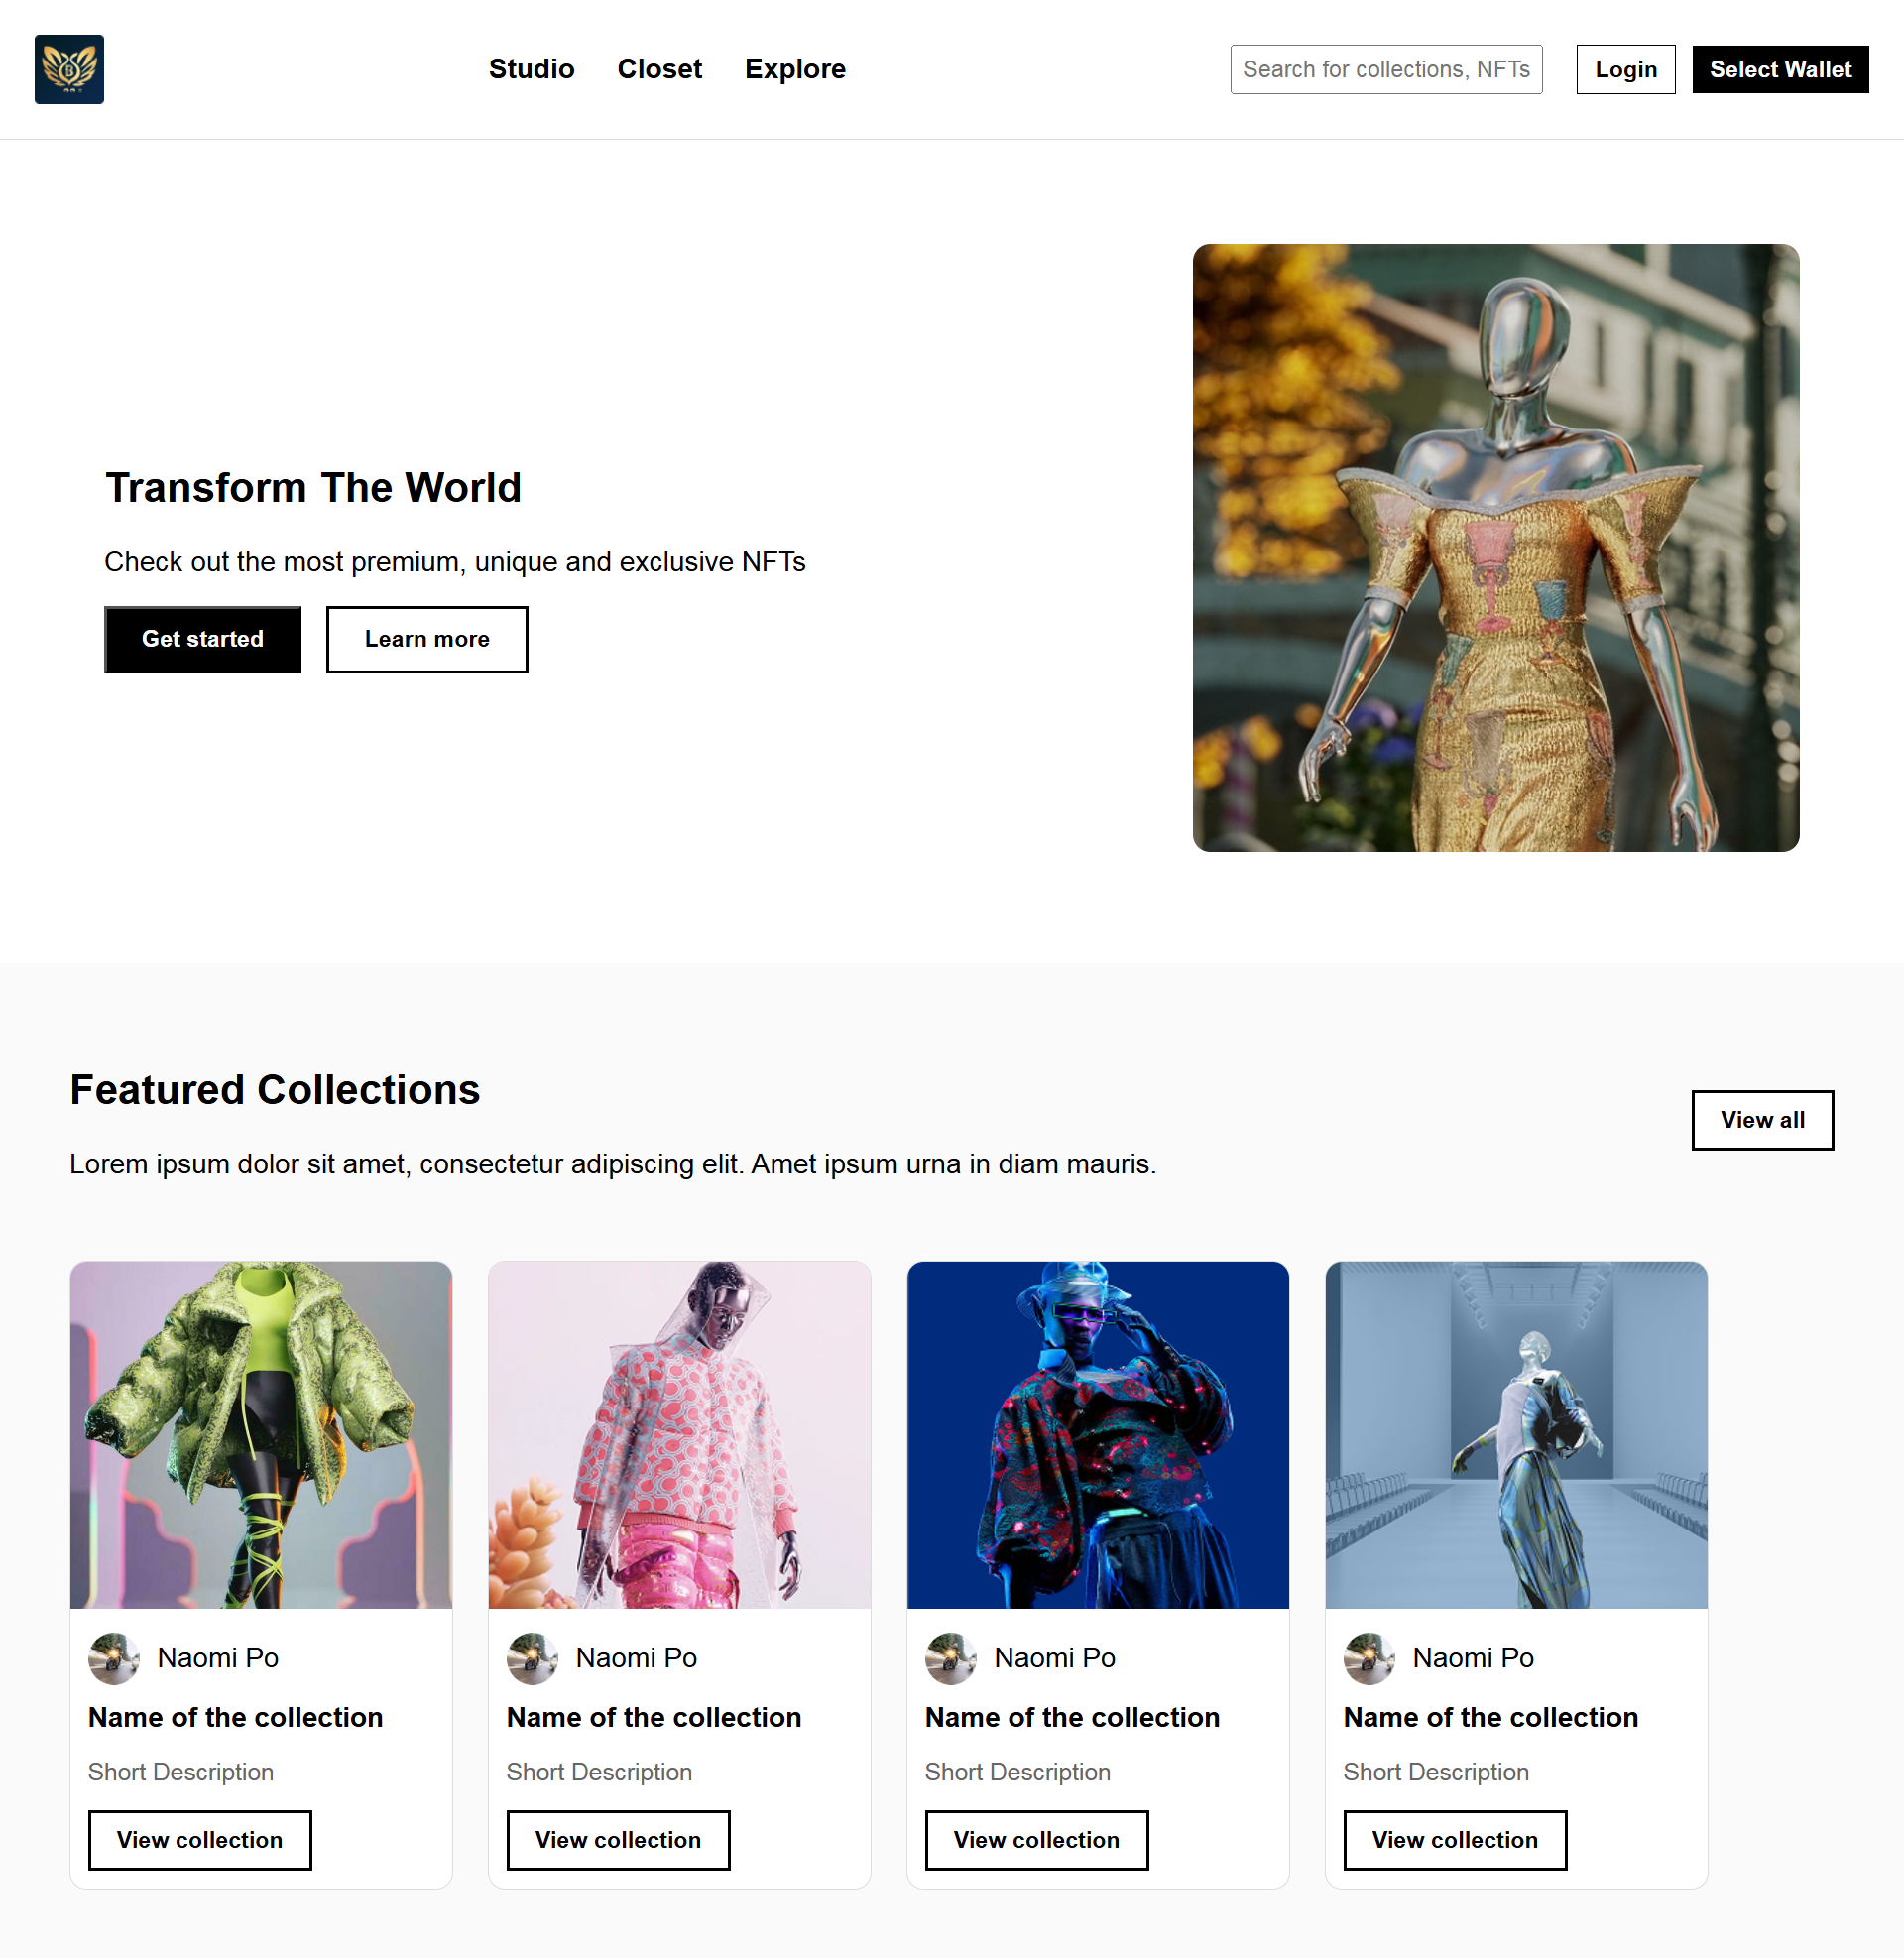 Studio Closet Explore Search for collections, NFTs Login Select Wallet
Transform The World
Check out the most premium, unique and exclusive NFTs
Get started Learn more
Featured Collections
View all
Lorem ipsum dolor sit amet, consectetur adipiscing elit. Amet ipsum urna in diam mauris.
Naomi Po Naomi Po Naomi Po Naomi Po
Name of the collection Name of the collection Name of the collection Name of the collection
Short Description Short Description Short Description Short Description
View collection View collection View collection View collection